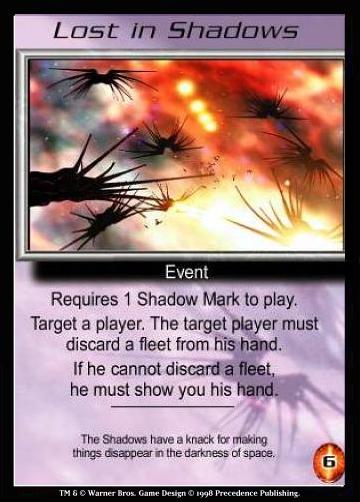 Lost in Shadows
Event
Requires 1 Shadow Mark to play.
Target a player. The target player must
discard a fleet from his hand.
If he cannot discard a fleet,
he must show you his hand.
The Shadows have a knack for making
things disappear in the darkness of space.
6
TM & © Warner Bros. Game Design © 1998 Precedence Publishing.